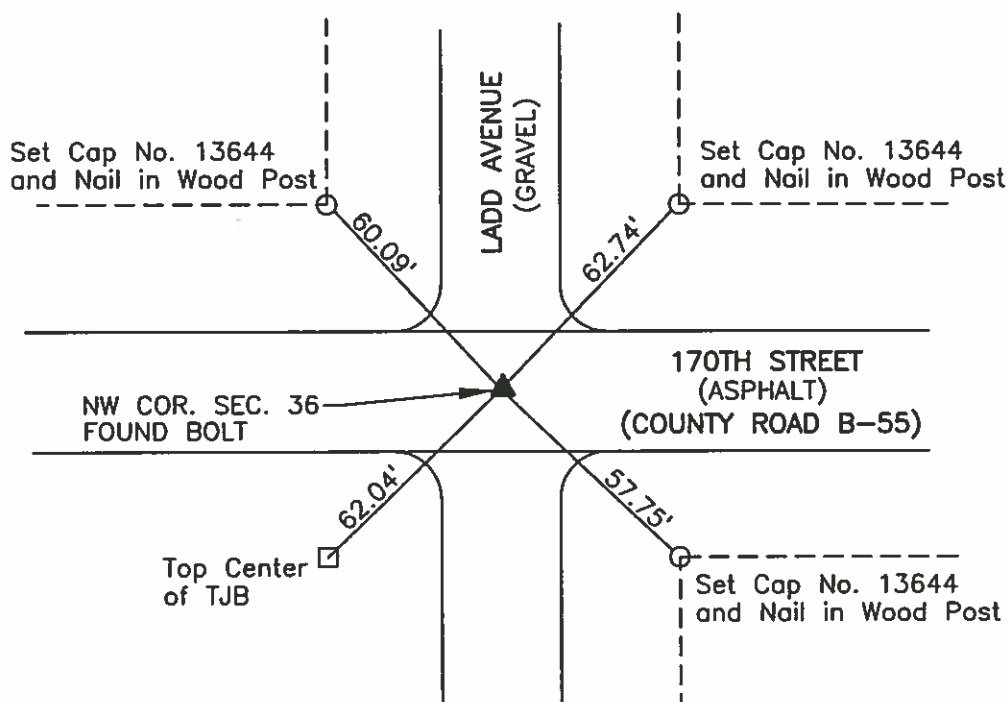 LADD AVENUE
(GRAVEL)
Set Cap No. 13644
and Nail in Wood Post
Set Cap No. 13644
and Nail in Wood Post
60.09'
62.74'
170TH STREET
(ASPHALT)
(COUNTY ROAD B-55)
NW COR. SEC. 36
FOUND BOLT
62.04'
57.75'
Top Center
of TJB
Set Cap No. 13644
and Nail in Wood Post